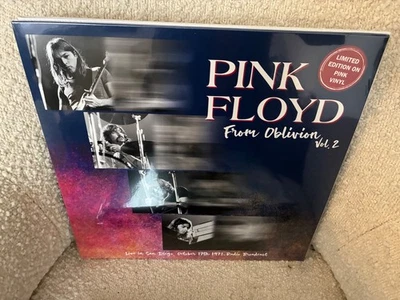 PINK
FLOYD
From Oblivion
Vol. 2
LIMITED
EDITION ON
PINK
VINYL
Live in San Diego, October 17th 1971, Radio Broadcast